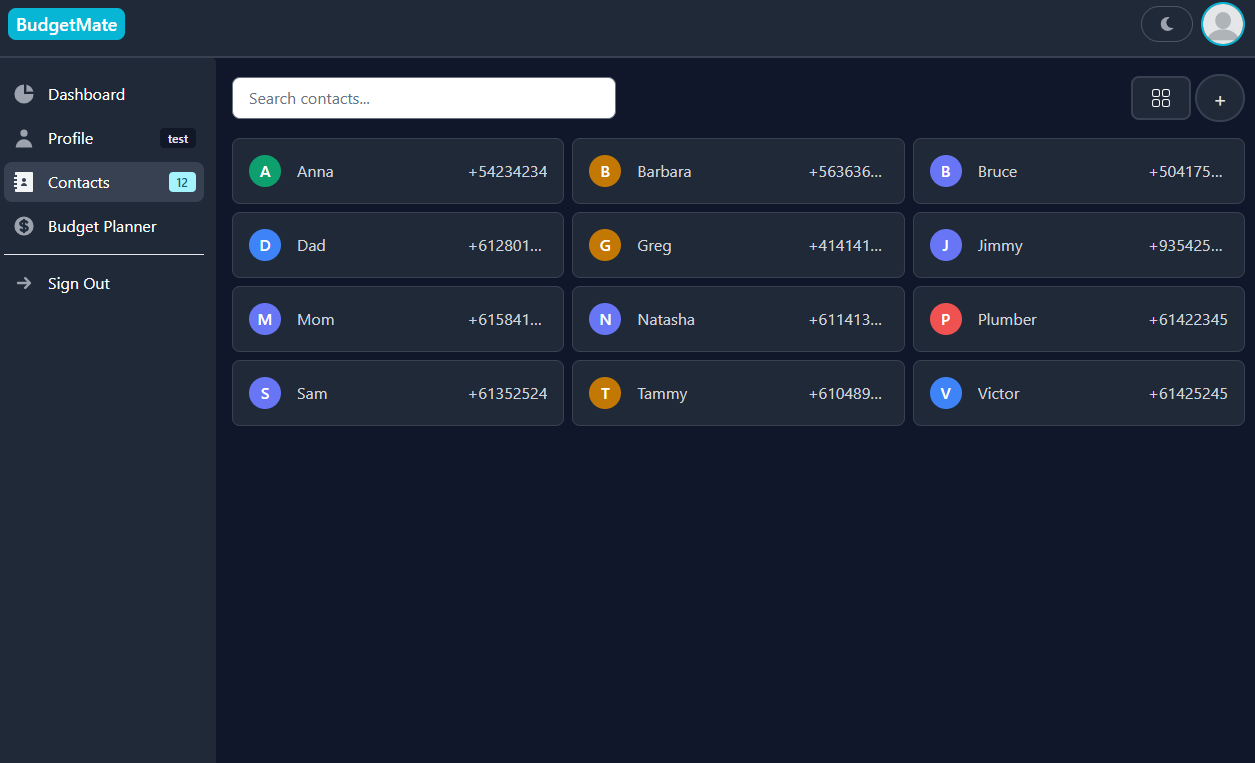 BudgetMate
Dashboard
Profile test
Contacts 12
Budget Planner
Sign Out
Search contacts...
+
A Anna +54234234
B Barbara +563636...
B Bruce +504175...
D Dad +612801...
G Greg +414141...
J Jimmy +935425...
M Mom +615841...
N Natasha +611413...
P Plumber +61422345
S Sam +61352524
T Tammy +610489...
V Victor +61425245